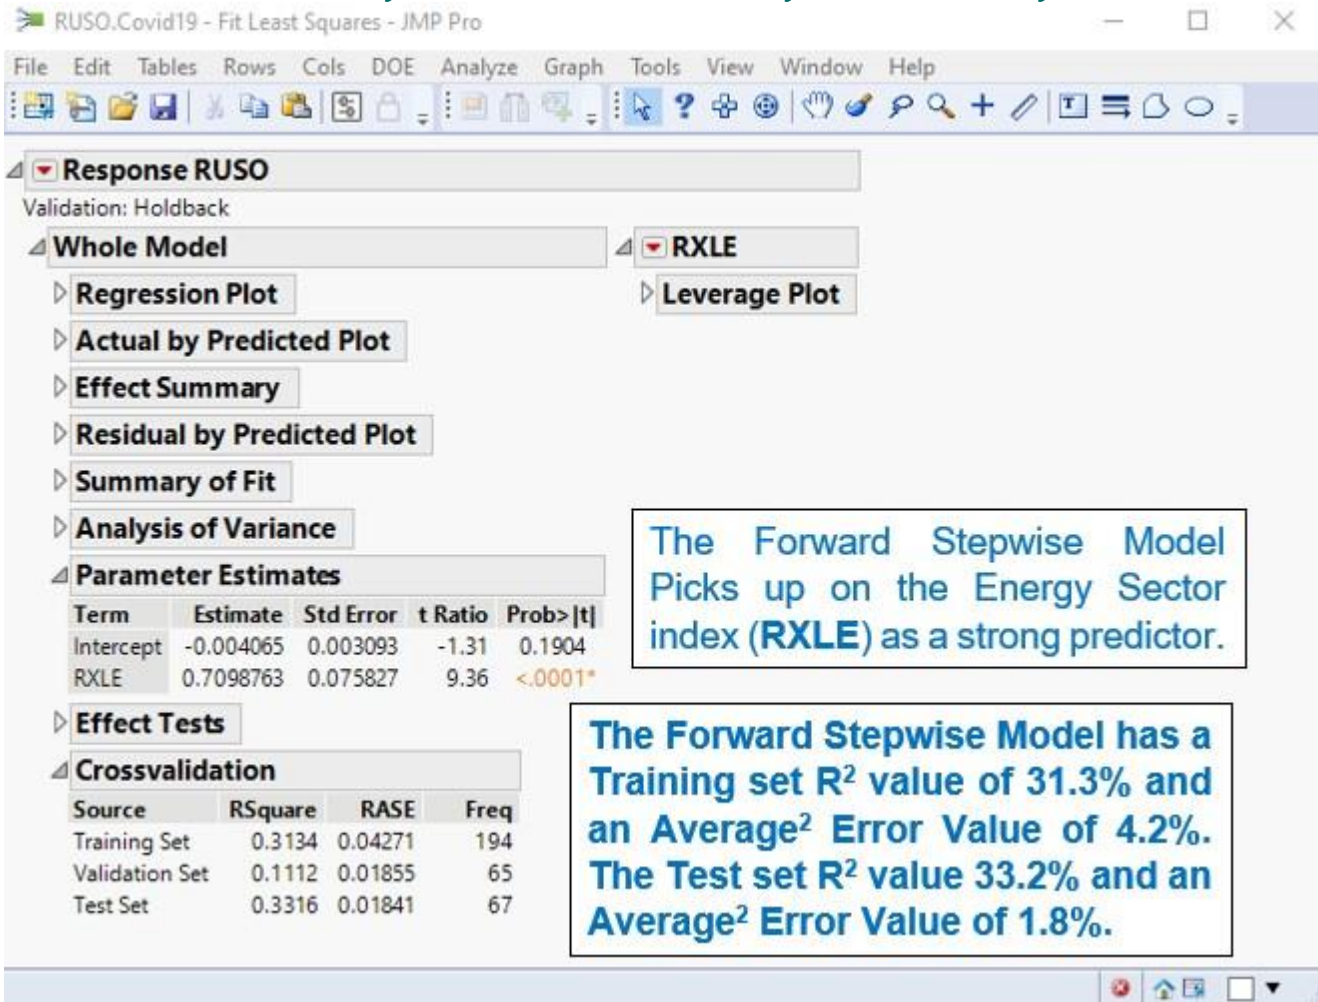 RUSO.Covid19 - Fit Least Squares - JMP Pro
File Edit Tables Rows Cols DOE Analyze Graph Tools View Window Help
Response RUSO
Validation: Holdback
Whole Model
RXLE
Regression Plot
Leverage Plot
Actual by Predicted Plot
Effect Summary
Residual by Predicted Plot
Summary of Fit
Analysis of Variance
Parameter Estimates
Term Estimate Std Error t Ratio Prob>|t|
Intercept -0.004065 0.003093 -1.31 0.1904
RXLE 0.7098763 0.075827 9.36 <.0001*
Effect Tests
Crossvalidation
Source RSquare RASE Freq
Training Set 0.3134 0.04271 194
Validation Set 0.1112 0.01855 65
Test Set 0.3316 0.01841 67
The Forward Stepwise Model
Picks up on the Energy Sector
index (RXLE) as a strong predictor.
The Forward Stepwise Model has a
Training set R² value of 31.3% and
an Average² Error Value of 4.2%.
The Test set R² value 33.2% and an
Average² Error Value of 1.8%.